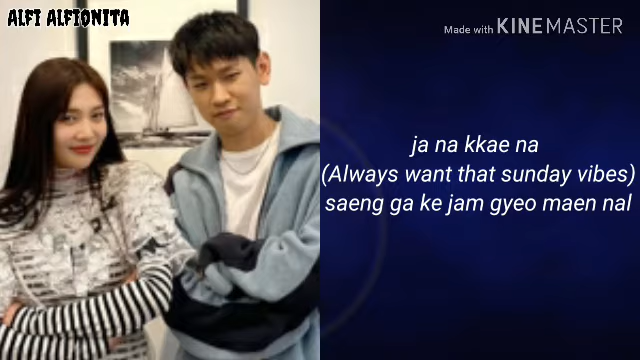 ALFI ALFIONITA
Made with KINEMASTER
ja na kkae na
(Always want that sunday vibes)
saeng ga ke jam gyeo maen nal